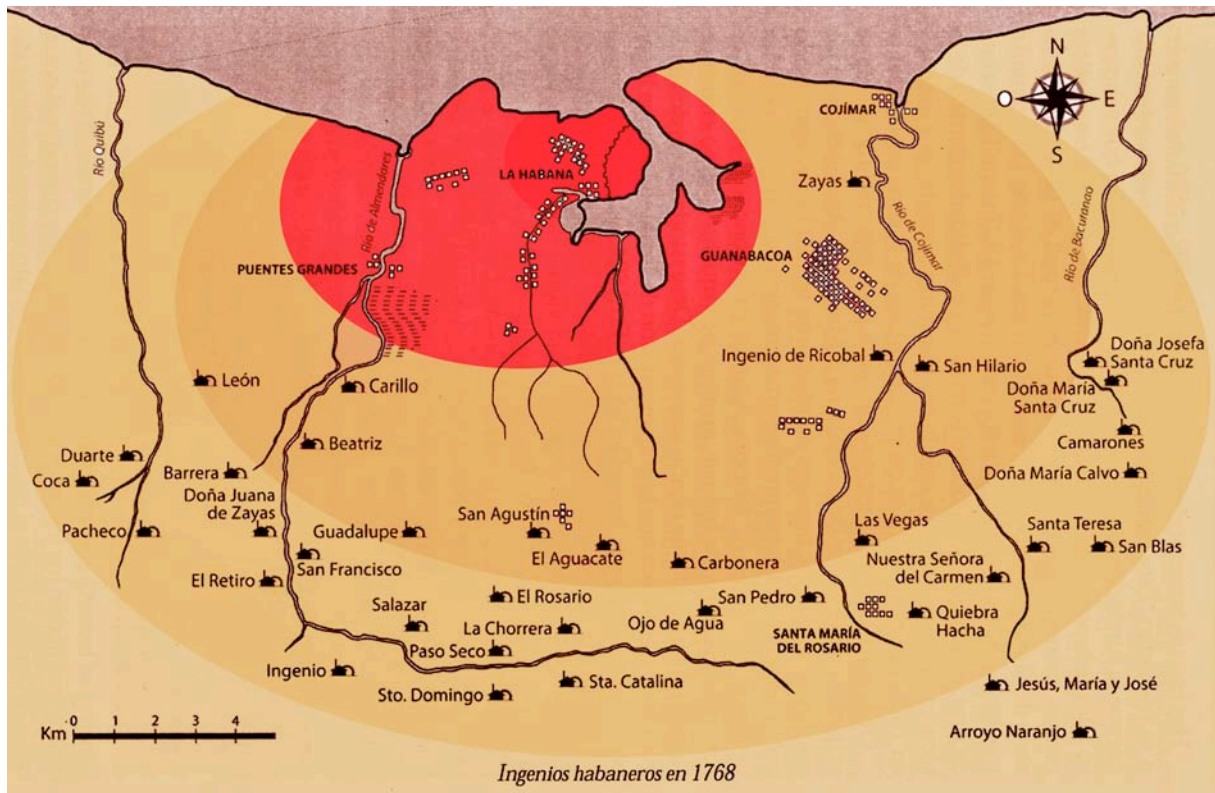 N
O
E
S
COJÍMAR
Río Quibú
Río de Almendares
LA HABANA
Zayas
Río de Cojimar
Río de Bacuranao
PUENTES GRANDES
GUANABACOA
Ingenio de Ricobal
San Hilario
Doña Josefa
Santa Cruz
Doña María
Santa Cruz
León
Carillo
Camarones
Beatriz
Duarte
Coca
Barrera
Doña María Calvo
Doña Juana
de Zayas
Pacheco
Guadalupe
San Agustín
El Aguacate
Las Vegas
Santa Teresa
San Blas
San Francisco
Carbonera
Nuestra Señora
del Carmen
El Retiro
El Rosario
San Pedro
Salazar
La Chorrera
Ojo de Agua
Quiebra
Hacha
SANTA MARÍA
DEL ROSARIO
Paso Seco
Ingenio
Sto. Domingo
Sta. Catalina
Jesús, María y José
Arroyo Naranjo
Km 0 1 2 3 4
Ingenios habaneros en 1768